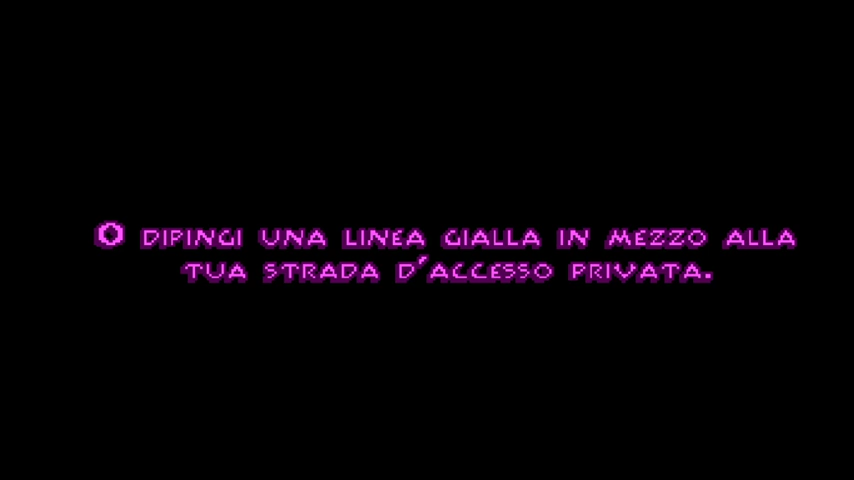 O DIPINGI UNA LINEA GIALLA IN MEZZO ALLA
TUA STRADA D'ACCESSO PRIVATA.